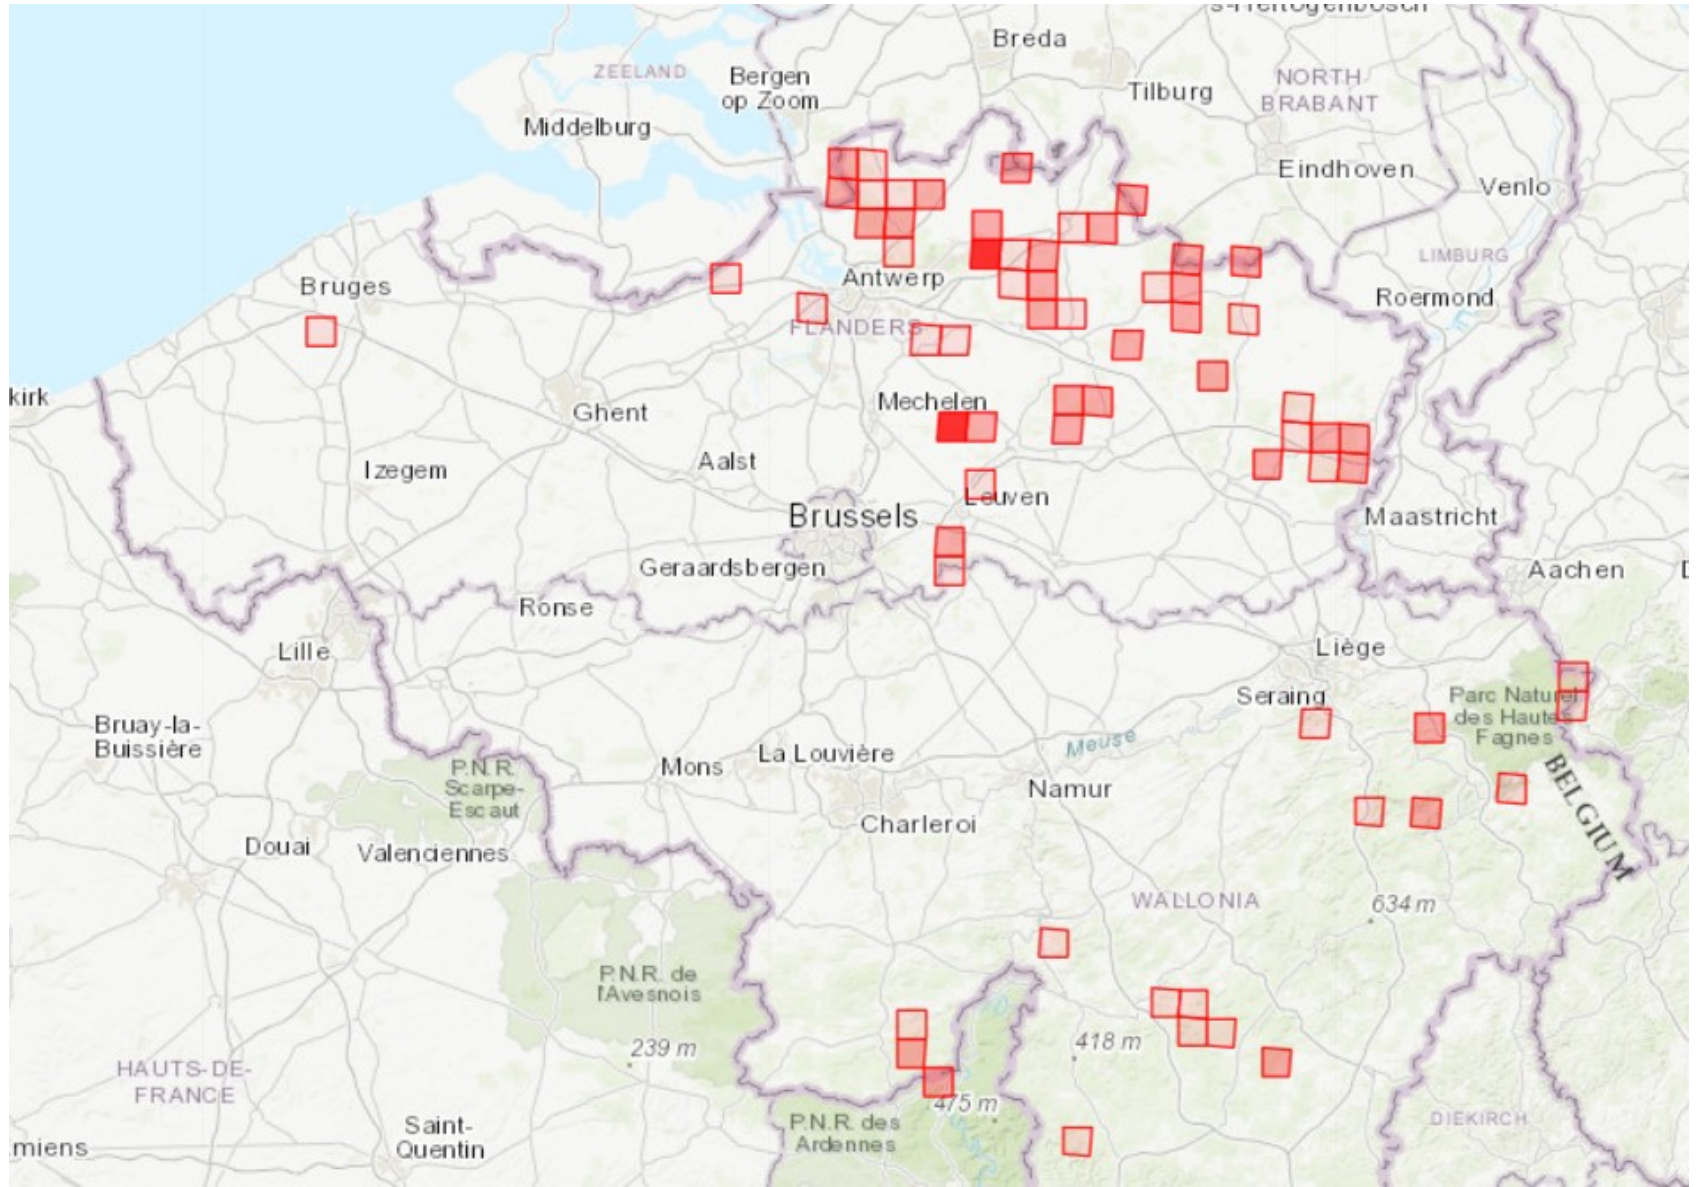 s-Hertogenbosch
Breda
ZEELAND
Bergen
op Zoom
NORTH
BRABANT
Tilburg
Middelburg
Eindhoven
Venlo
LIMBURG
Bruges
Antwerp
Roermond
FLANDERS
kirk
Ghent
Mechelen
Izegem
Aalst
Leuven
Brussels
Maastricht
Geraardsbergen
Aachen
D
Ronse
Lille
Liège
Seraing
Parc Naturel
des Hautes
Fagnes
Bruay-la-
Buissière
Meuse
La Louvière
Mons
P.N.R.
Scarpe-
Escaut
Namur
BELGIUM
Charleroi
Douai
Valenciennes
WALLONIA
634 m
P.N.R. de
l'Avesnois
239 m
418 m
HAUTS-DE-
FRANCE
475 m
P.N.R. des
Ardennes
DIEKIRCH
Saint-
Quentin
miens